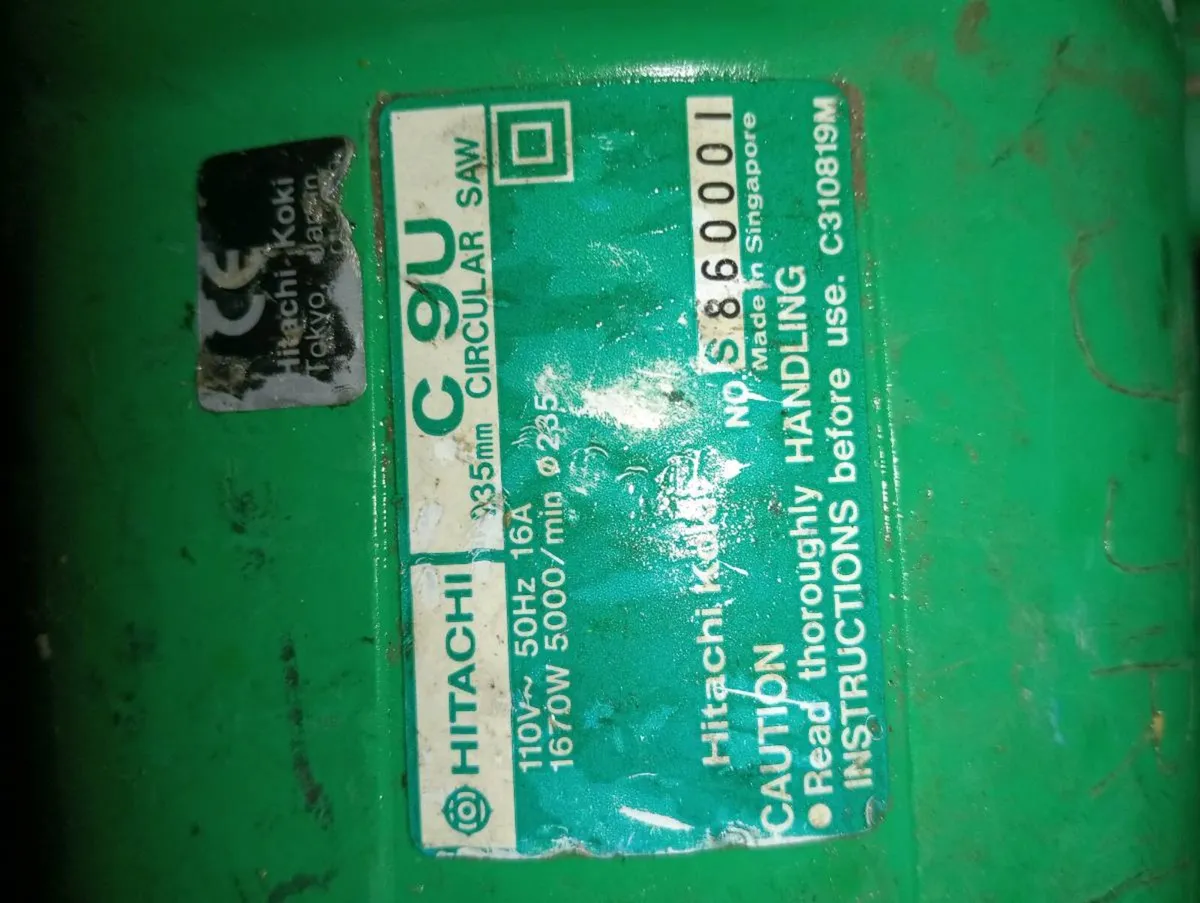 HITACHI
C 9U
235mm CIRCULAR SAW
110V~ 50Hz 16A
1670W 5000/min ø235
Hitachi Koki
NO. S 860001
Made in Singapore
CAUTION
● Read thoroughly HANDLING
INSTRUCTIONS before use. C310819M
CE
Hitachi Koki
Tokyo Japan